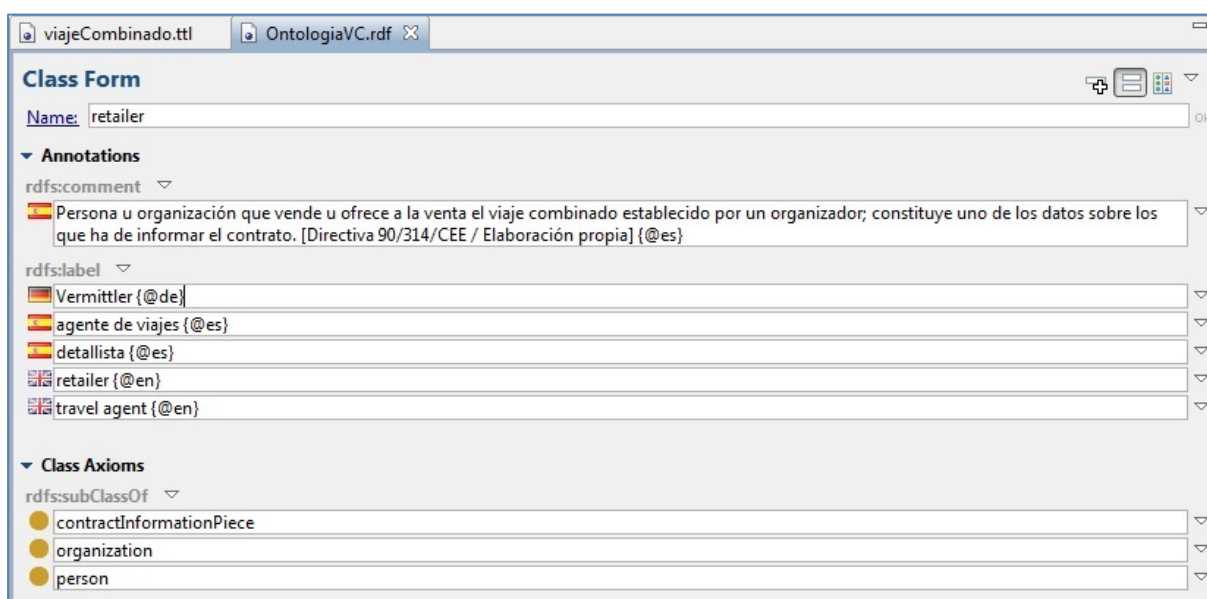 viajeCombinado.ttl OntologiaVC.rdf
Class Form
Name: retailer
Annotations
rdfs:comment
Persona u organización que vende u ofrece a la venta el viaje combinado establecido por un organizador; constituye uno de los datos sobre los
que ha de informar el contrato. [Directiva 90/314/CEE / Elaboración propia] {@es}
rdfs:label
Vermittler {@de}
agente de viajes {@es}
detallista {@es}
retailer {@en}
travel agent {@en}
Class Axioms
rdfs:subClassOf
contractInformationPiece
organization
person